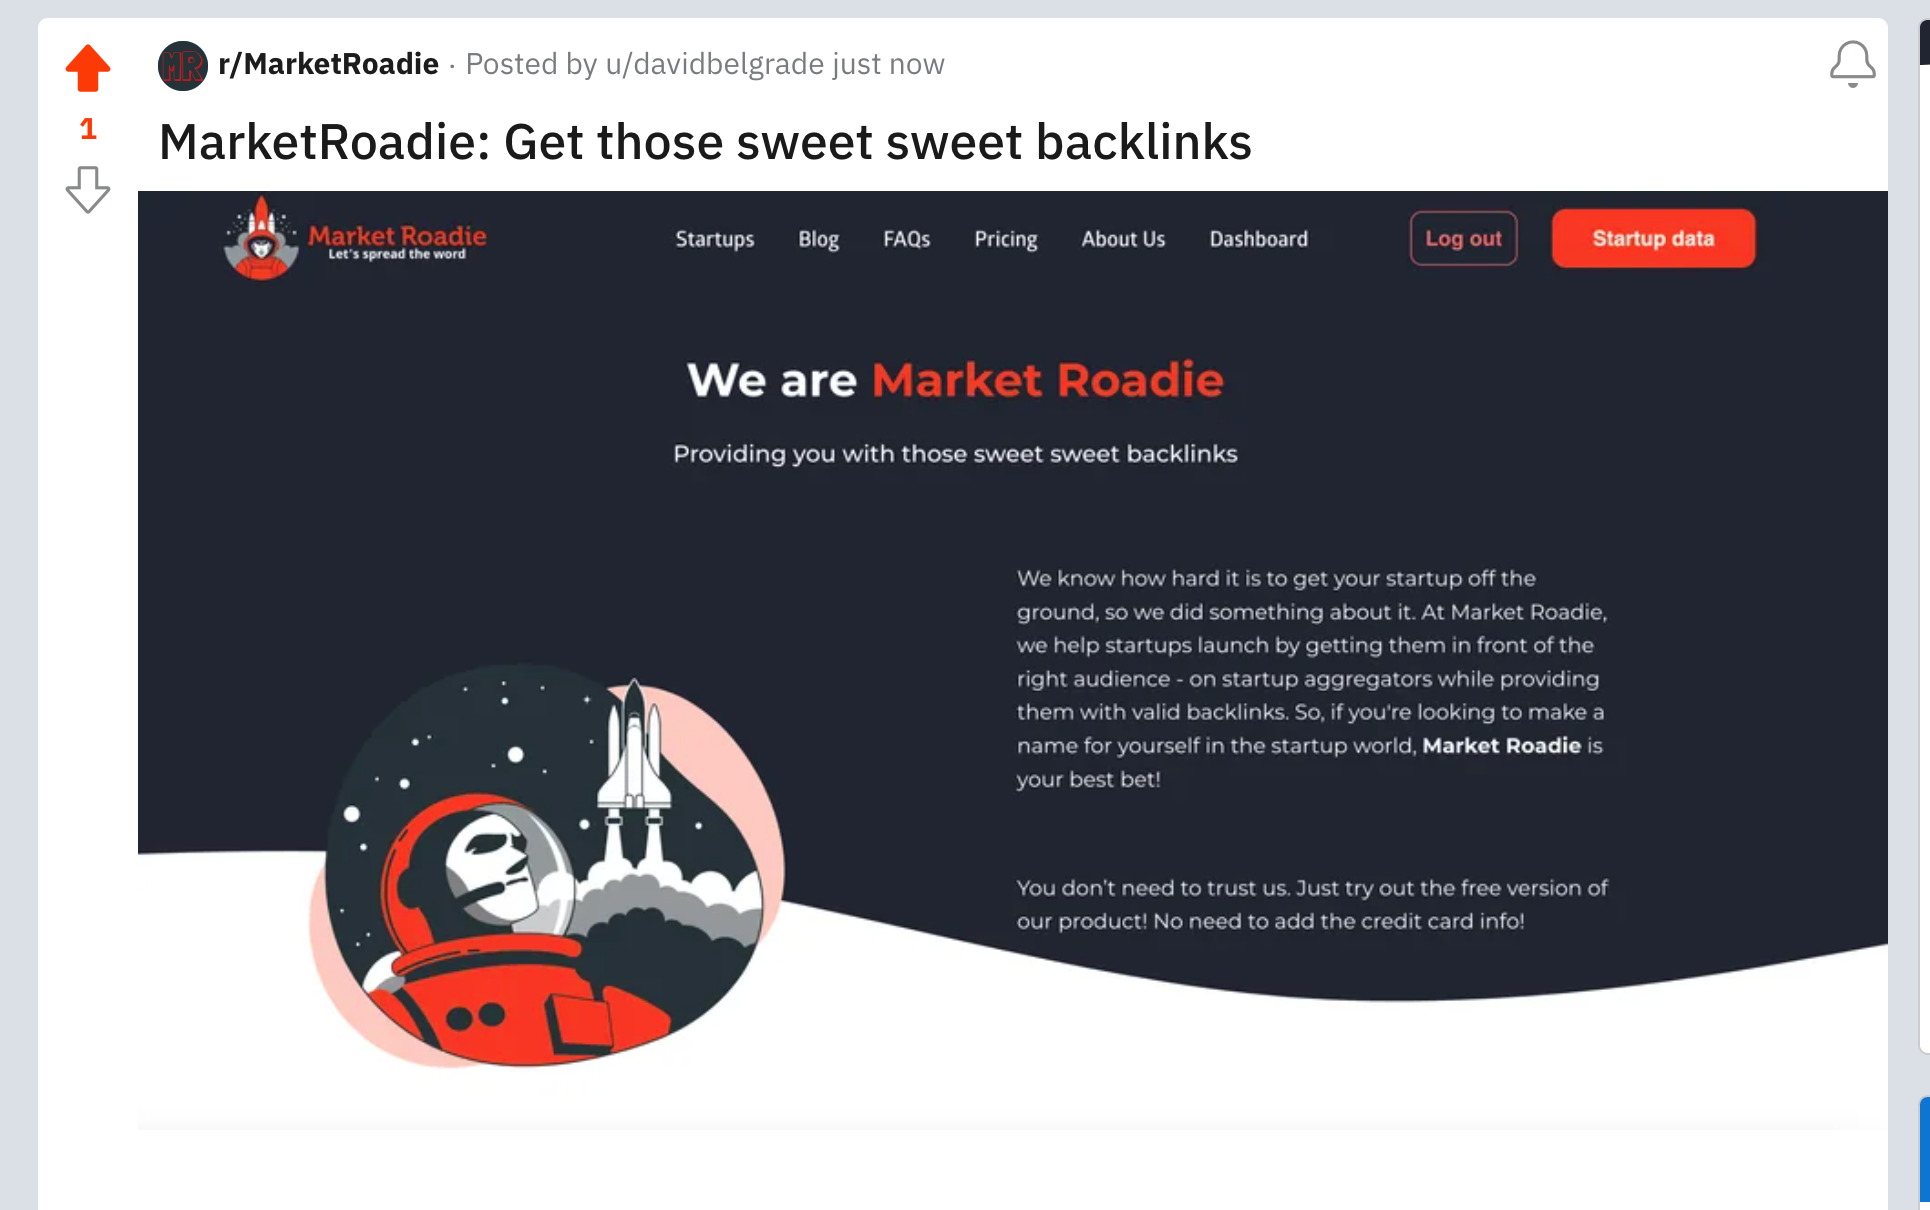 MR r/MarketRoadie · Posted by u/davidbelgrade just now
1
MarketRoadie: Get those sweet sweet backlinks
Market Roadie
Let's spread the word
Startups Blog FAQs Pricing About Us Dashboard Log out Startup data
We are Market Roadie
Providing you with those sweet sweet backlinks
We know how hard it is to get your startup off the
ground, so we did something about it. At Market Roadie,
we help startups launch by getting them in front of the
right audience - on startup aggregators while providing
them with valid backlinks. So, if you're looking to make a
name for yourself in the startup world, Market Roadie is
your best bet!
You don't need to trust us. Just try out the free version of
our product! No need to add the credit card info!